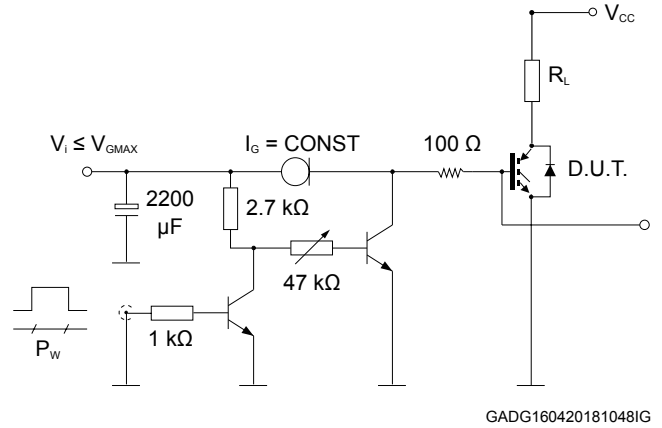 V_CC
R_L
V_i ≤ V_GMAX
I_G = CONST
100 Ω
D.U.T.
2200
µF
2.7 kΩ
47 kΩ
1 kΩ
P_W
GADG160420181048IG